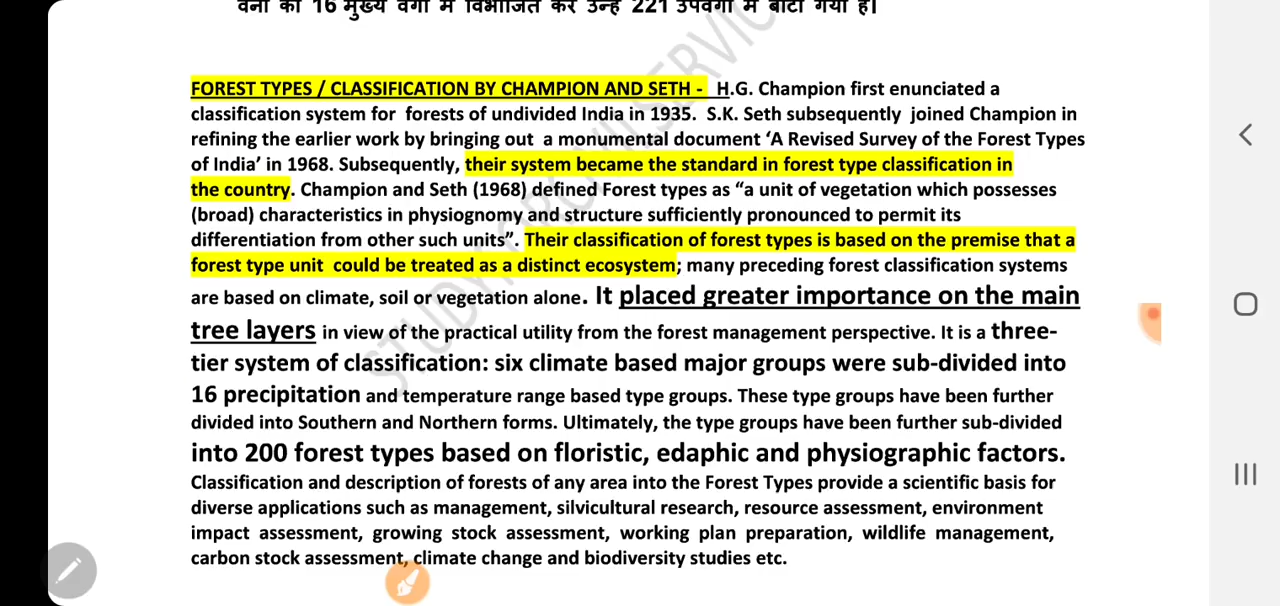 वनों को 16 मुख्य वर्गों में विभाजित कर उन्हें 221 उपवर्गों में बांटा गया है।
FOREST TYPES / CLASSIFICATION BY CHAMPION AND SETH - H.G. Champion first enunciated a
classification system for forests of undivided India in 1935. S.K. Seth subsequently joined Champion in
refining the earlier work by bringing out a monumental document ‘A Revised Survey of the Forest Types
of India’ in 1968. Subsequently, their system became the standard in forest type classification in
the country. Champion and Seth (1968) defined Forest types as “a unit of vegetation which possesses
(broad) characteristics in physiognomy and structure sufficiently pronounced to permit its
differentiation from other such units”. Their classification of forest types is based on the premise that a
forest type unit could be treated as a distinct ecosystem; many preceding forest classification systems
are based on climate, soil or vegetation alone. It placed greater importance on the main
tree layers in view of the practical utility from the forest management perspective. It is a three-
tier system of classification: six climate based major groups were sub-divided into
16 precipitation and temperature range based type groups. These type groups have been further
divided into Southern and Northern forms. Ultimately, the type groups have been further sub-divided
into 200 forest types based on floristic, edaphic and physiographic factors.
Classification and description of forests of any area into the Forest Types provide a scientific basis for
diverse applications such as management, silvicultural research, resource assessment, environment
impact assessment, growing stock assessment, working plan preparation, wildlife management,
carbon stock assessment, climate change and biodiversity studies etc.